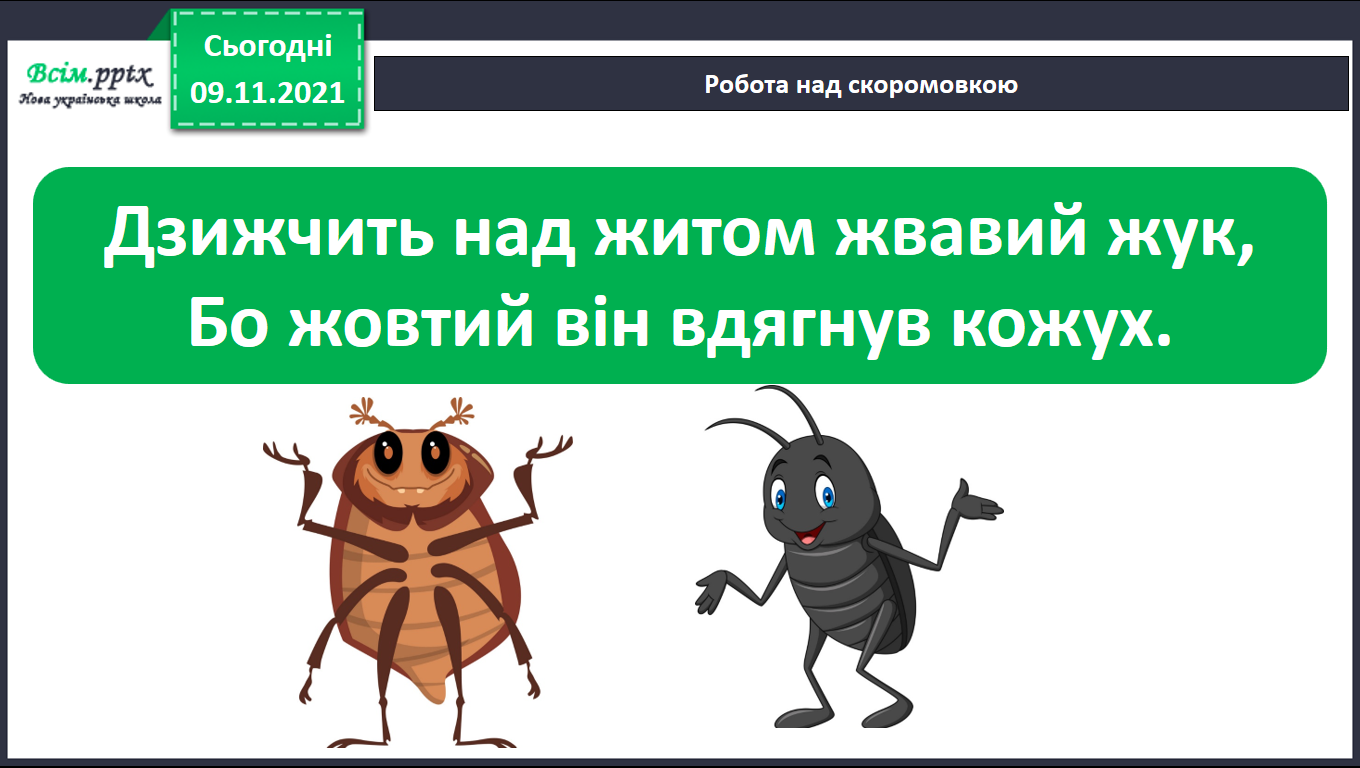 Всім.pptx
Нова українська школа
Сьогодні
09.11.2021
Робота над скоромовкою
Дзижчить над житом жвавий жук,
Бо жовтий він вдягнув кожух.